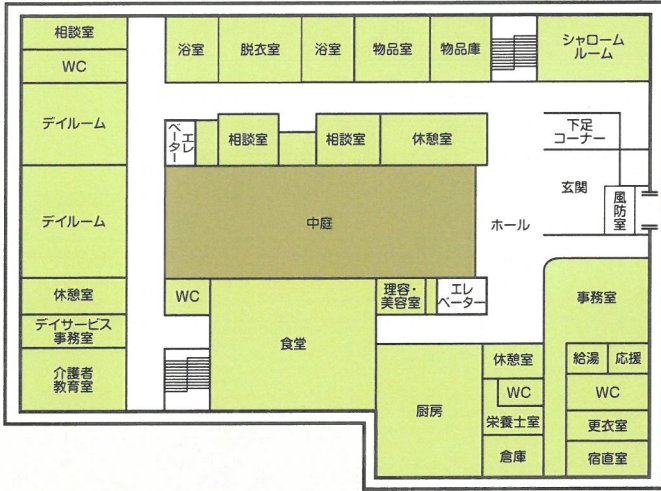 相談室
WC
デイルーム
デイルーム
休憩室
デイサービス
事務室
介護者
教育室
浴室
脱衣室
浴室
物品室
物品庫
シャローム
ルーム
エレ
ベーター
相談室
相談室
休憩室
下足
コーナー
玄関
風防室
ホール
中庭
WC
食堂
理容・
美容室
エレ
ベーター
事務室
厨房
休憩室
WC
栄養士室
倉庫
給湯
応援
WC
更衣室
宿直室